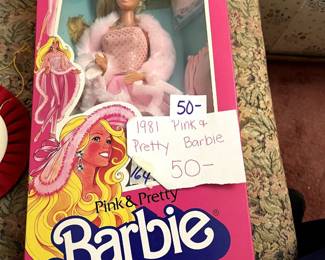 50-
1981 Pink &
Pretty Barbie
50-
Pink & Pretty
Barbie